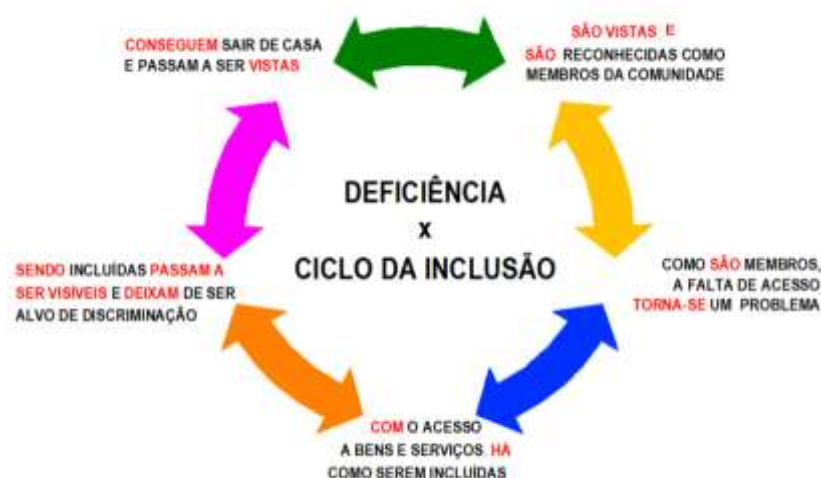 CONSEGUEM SAIR DE CASA
E PASSAM A SER VISTAS
SÃO VISTAS E
SÃO RECONHECIDAS COMO
MEMBROS DA COMUNIDADE
DEFICIÊNCIA
x
CICLO DA INCLUSÃO
COMO SÃO MEMBROS,
A FALTA DE ACESSO
TORNA-SE UM PROBLEMA
COM O ACESSO
A BENS E SERVIÇOS. HÁ
COMO SEREM INCLUÍDAS
SENDO INCLUÍDAS PASSAM A
SER VISÍVEIS E DEIXAM DE SER
ALVO DE DISCRIMINAÇÃO